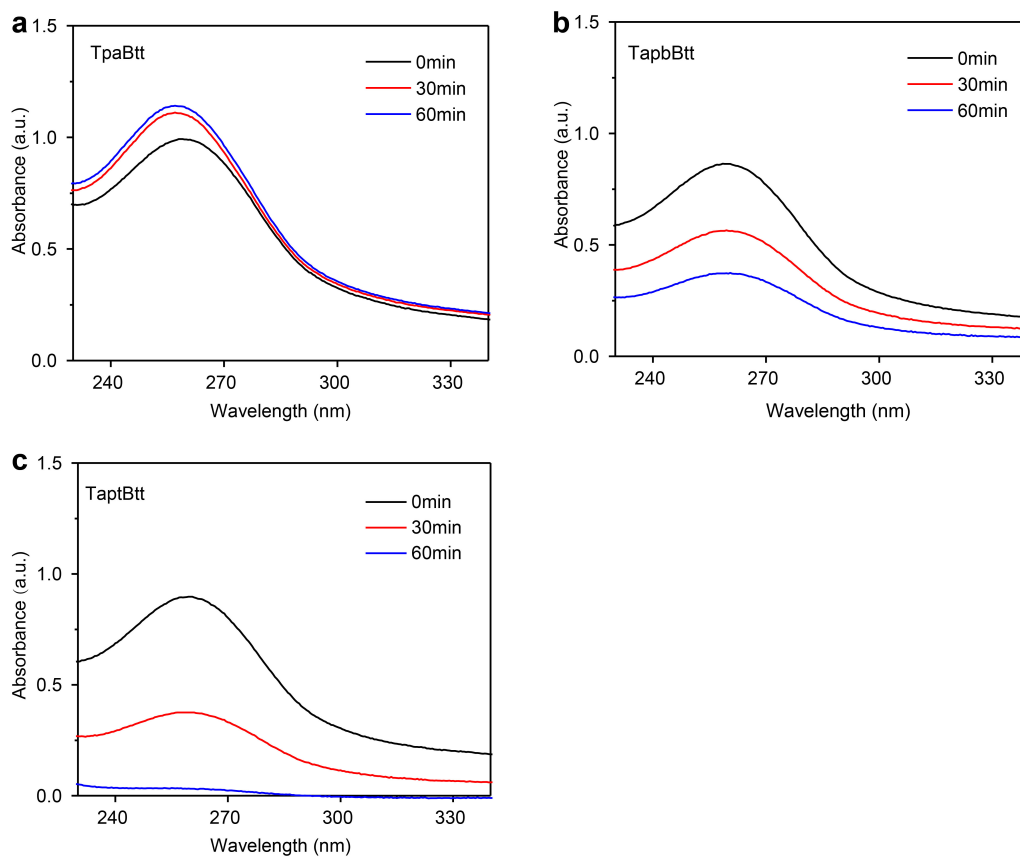 a
TpaBtt
0min
30min
60min
1.5
1.0
0.5
0.0
Absorbance (a.u.)
240 270 300 330
Wavelength (nm)
b
TapbBtt
0min
30min
60min
1.5
1.0
0.5
0.0
Absorbance (a.u.)
240 270 300 330
Wavelength (nm)
c
TaptBtt
0min
30min
60min
1.5
1.0
0.5
0.0
Absorbance (a.u.)
240 270 300 330
Wavelength (nm)